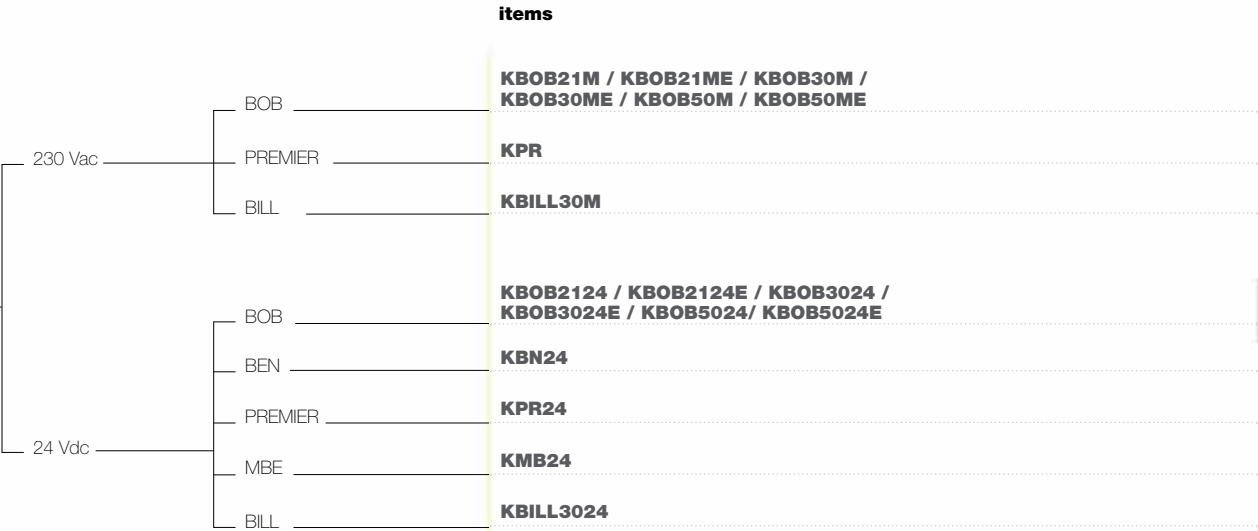 items
KBOB21M / KBOB21ME / KBOB30M /
BOB
KBOB30ME / KBOB50M / KBOB50ME
230 Vac
PREMIER
KPR
BILL
KBILL30M
KBOB2124 / KBOB2124E / KBOB3024 /
BOB
KBOB3024E / KBOB5024/ KBOB5024E
BEN
KBN24
PREMIER
KPR24
24 Vdc
MBE
KMB24
BILL
KBILL3024